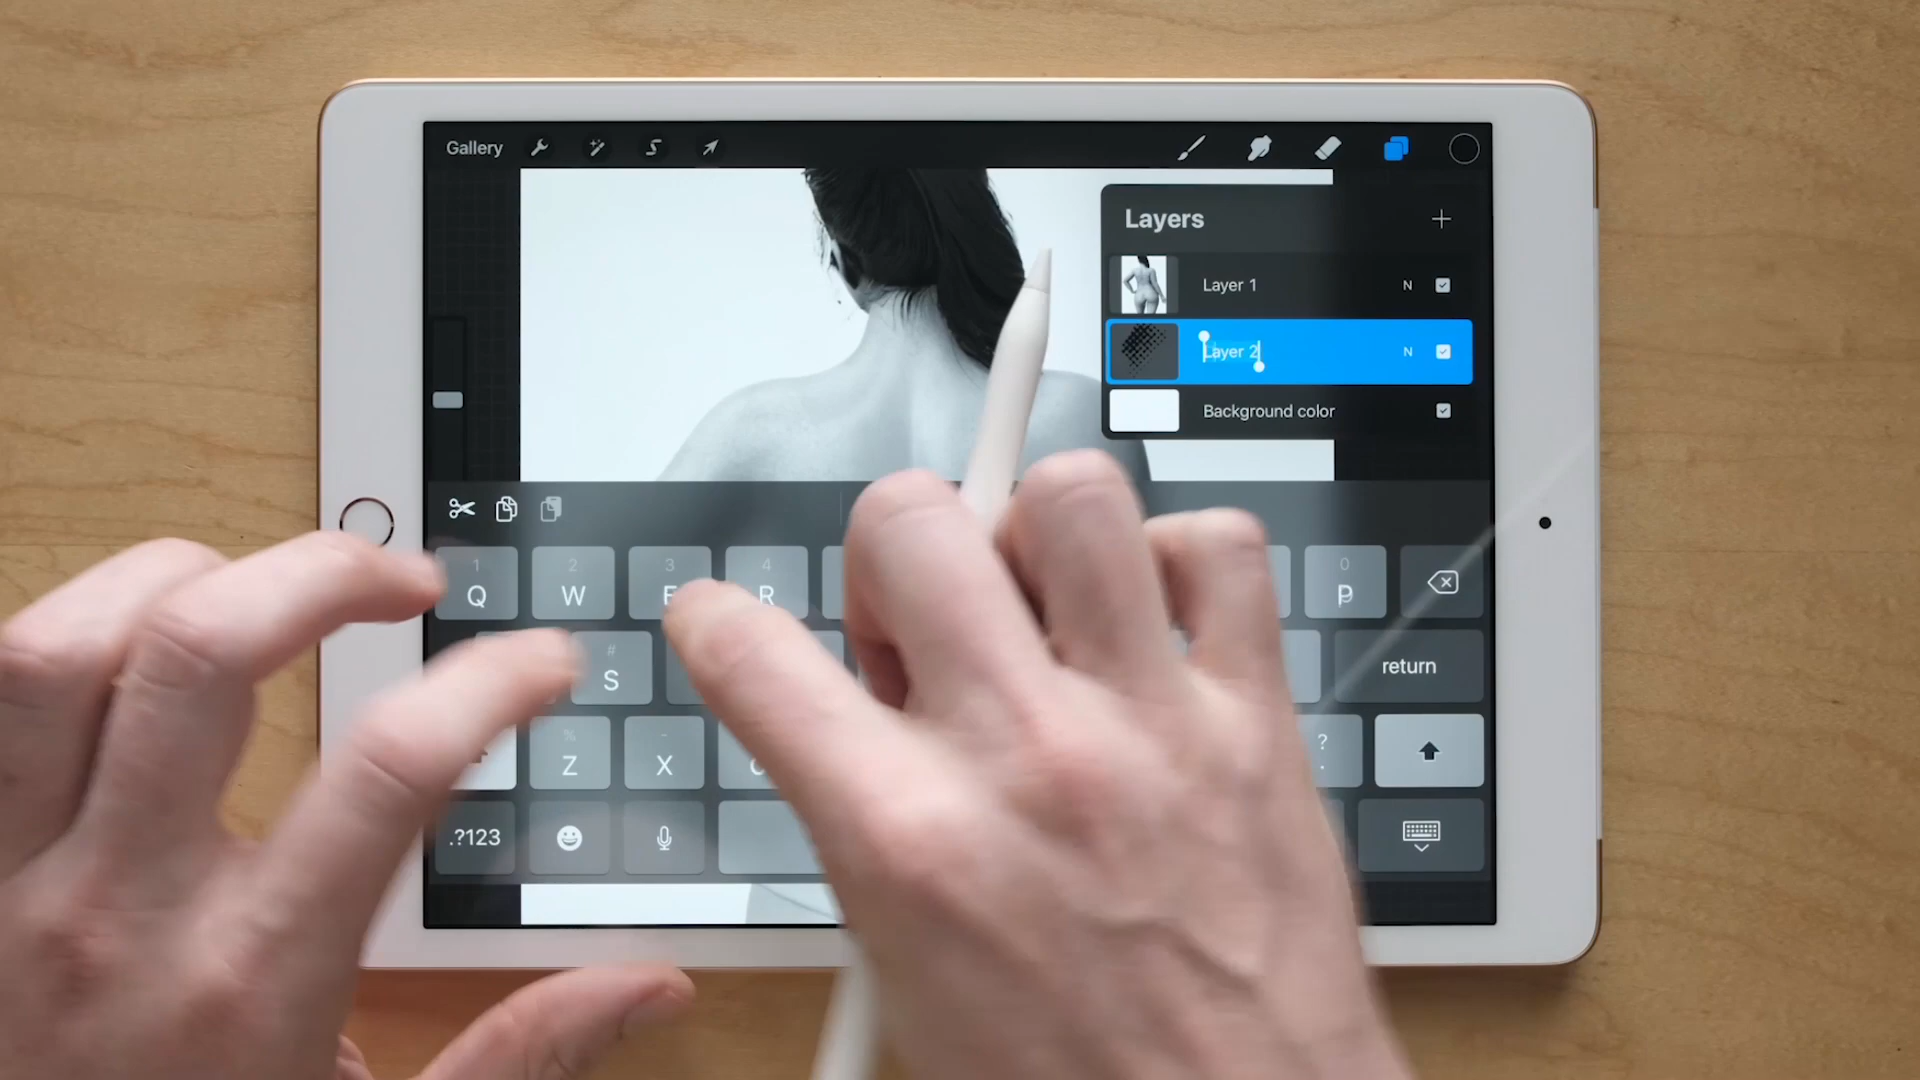 Gallery
Layers
Layer 1 N
Layer 2 N
Background color
1 2 3 4 0
Q W E R P
#
S return
% - ?
Z X .
.?123